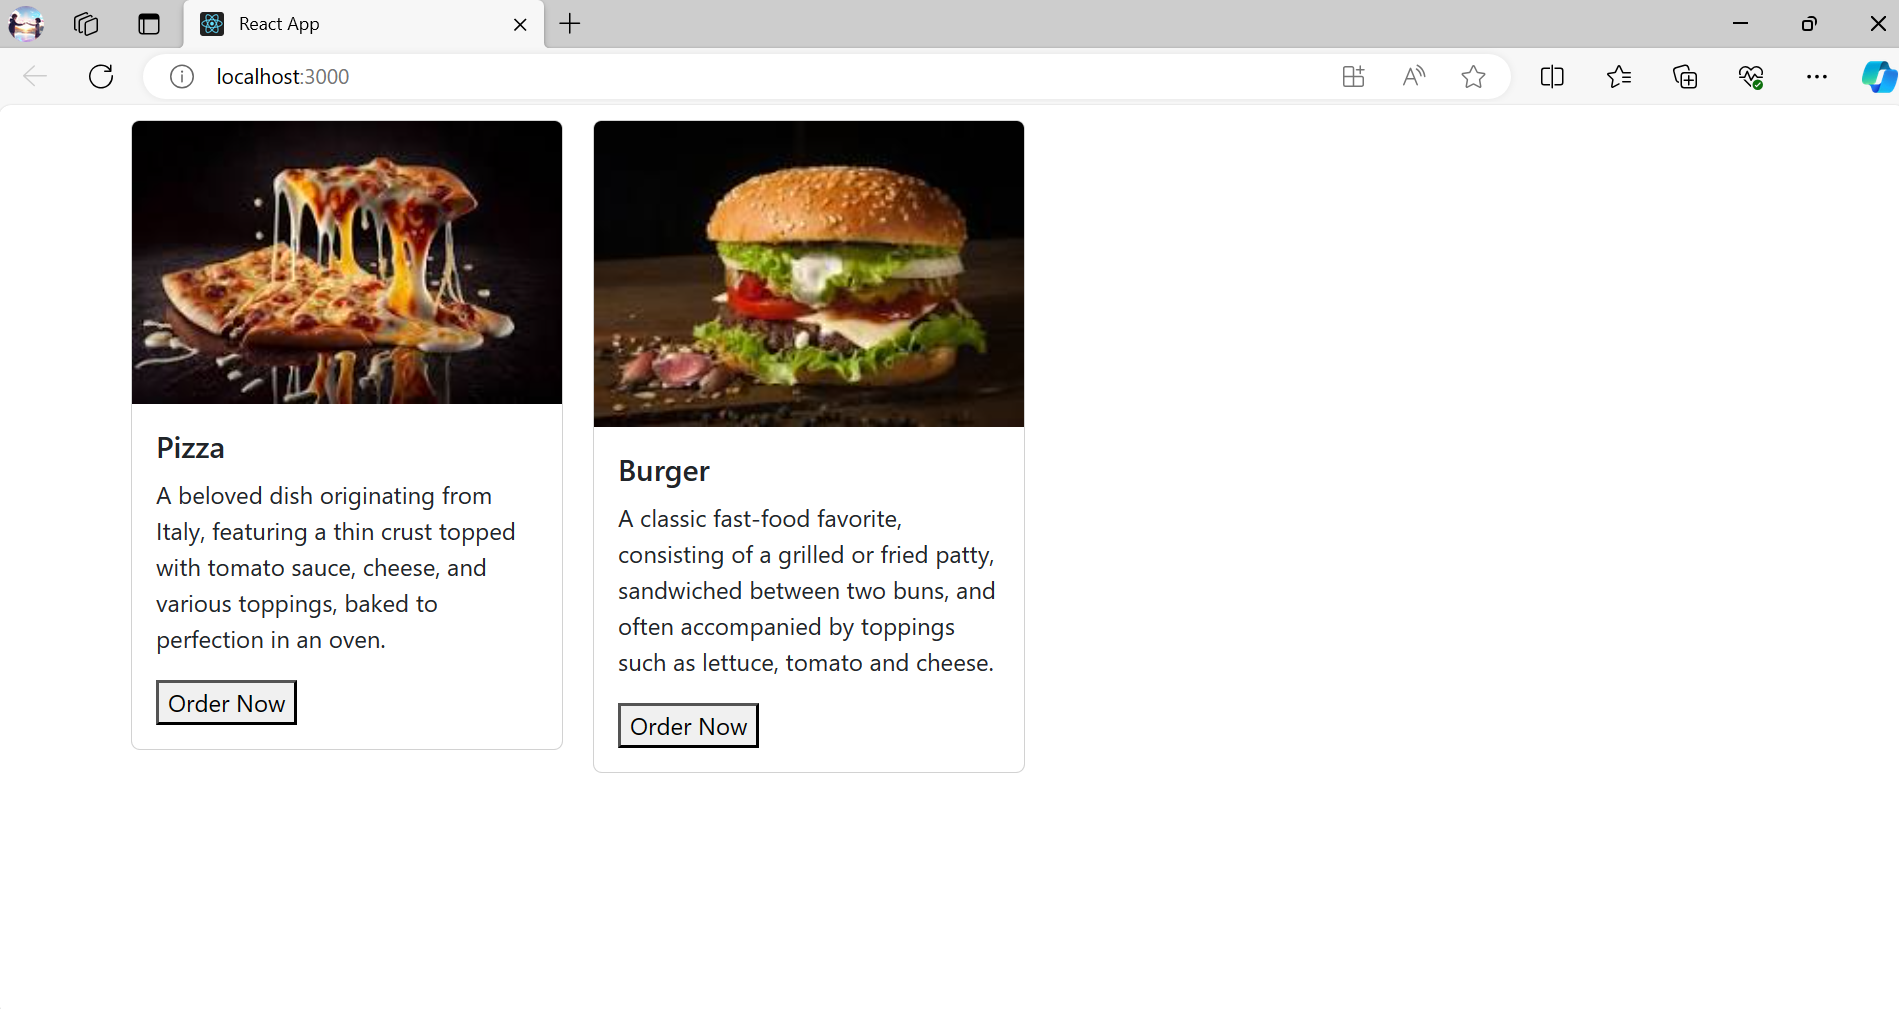 React App
localhost:3000
Pizza
A beloved dish originating from
Italy, featuring a thin crust topped
with tomato sauce, cheese, and
various toppings, baked to
perfection in an oven.
Order Now
Burger
A classic fast-food favorite,
consisting of a grilled or fried patty,
sandwiched between two buns, and
often accompanied by toppings
such as lettuce, tomato and cheese.
Order Now